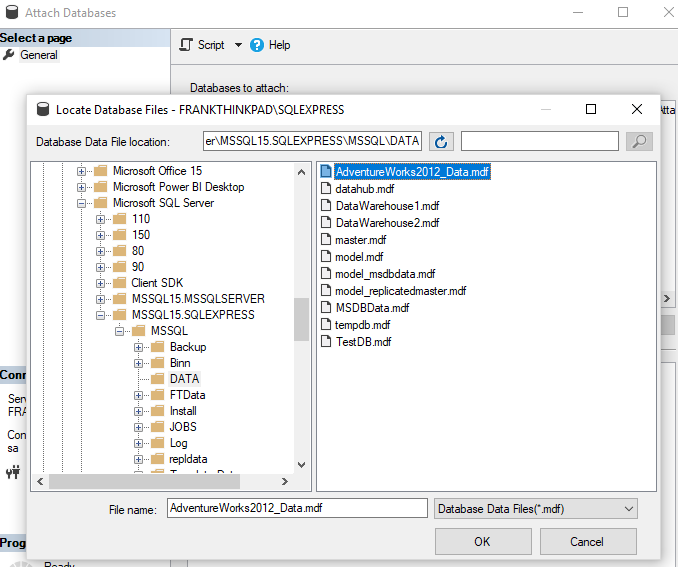 Attach Databases
Select a page
General
Script
Help
Databases to attach:
Locate Database Files - FRANKTHINKPAD\SQLEXPRESS
Database Data File location:
er\MSSQL15.SQLEXPRESS\MSSQL\DATA
Microsoft Office 15
Microsoft Power BI Desktop
Microsoft SQL Server
110
150
80
90
Client SDK
MSSQL15.MSSQLSERVER
MSSQL15.SQLEXPRESS
MSSQL
Backup
Binn
DATA
FTData
Install
JOBS
Log
repldata
AdventureWorks2012_Data.mdf
datahub.mdf
DataWarehouse1.mdf
DataWarehouse2.mdf
master.mdf
model.mdf
model_msdbdata.mdf
model_replicatedmaster.mdf
MSDBData.mdf
tempdb.mdf
TestDB.mdf
Atta
Conn
Serv
FRA
Con
sa
Prog
Ready
File name:
AdventureWorks2012_Data.mdf
Database Data Files(*.mdf)
OK
Cancel